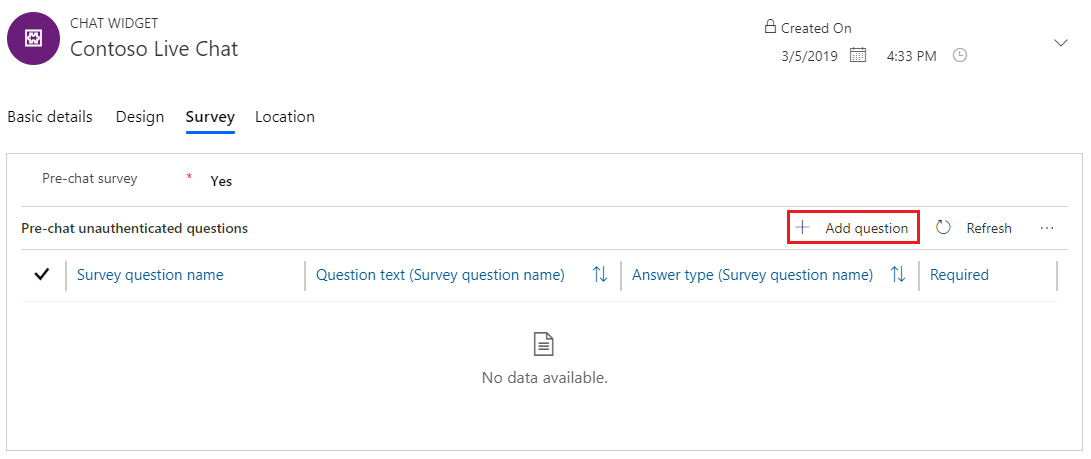 CHAT WIDGET
Contoso Live Chat
Created On
3/5/2019 4:33 PM
Basic details Design Survey Location
Pre-chat survey * Yes
Pre-chat unauthenticated questions + Add question Refresh ...
Survey question name Question text (Survey question name) Answer type (Survey question name) Required
No data available.